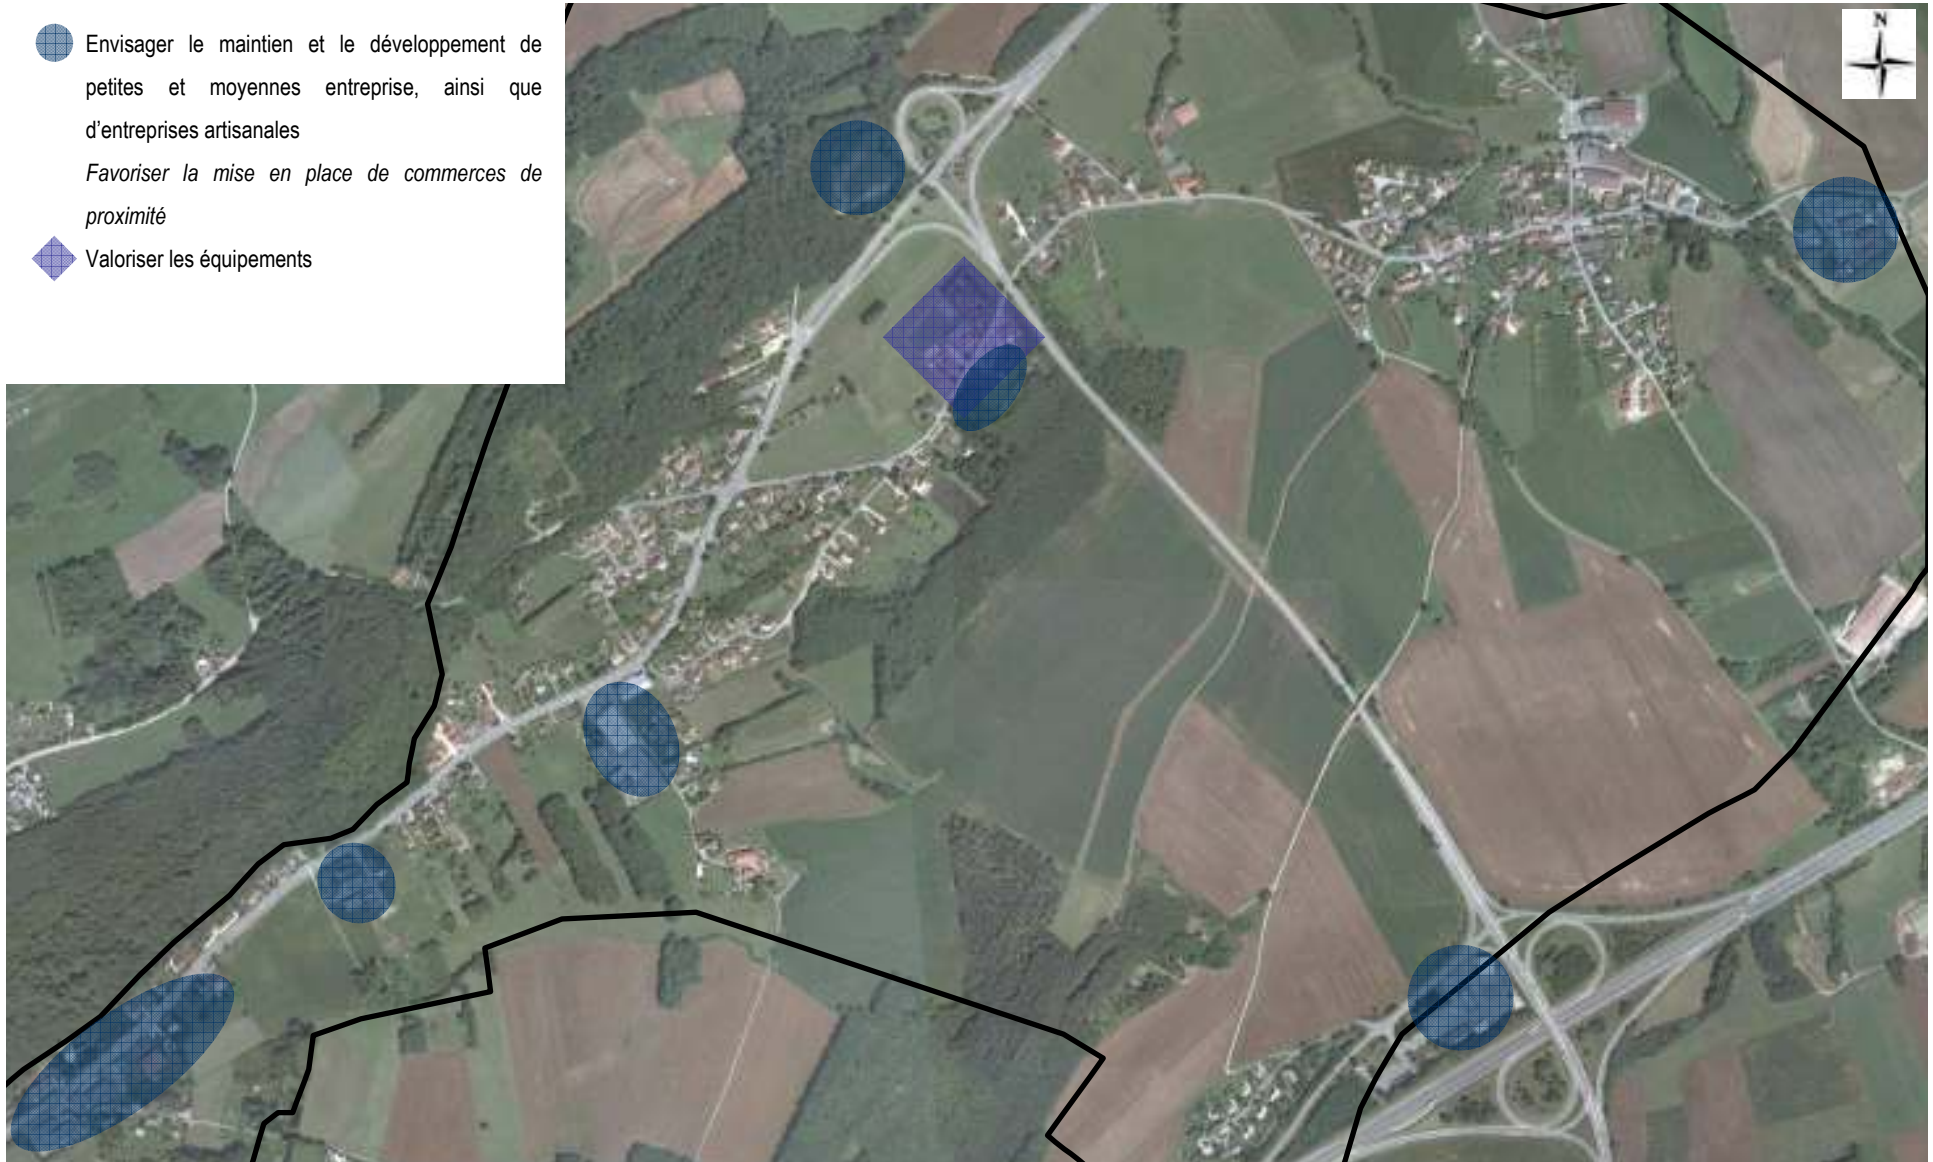 Envisager le maintien et le développement de
petites et moyennes entreprise, ainsi que
d'entreprises artisanales
Favoriser la mise en place de commerces de
proximité
Valoriser les équipements
N